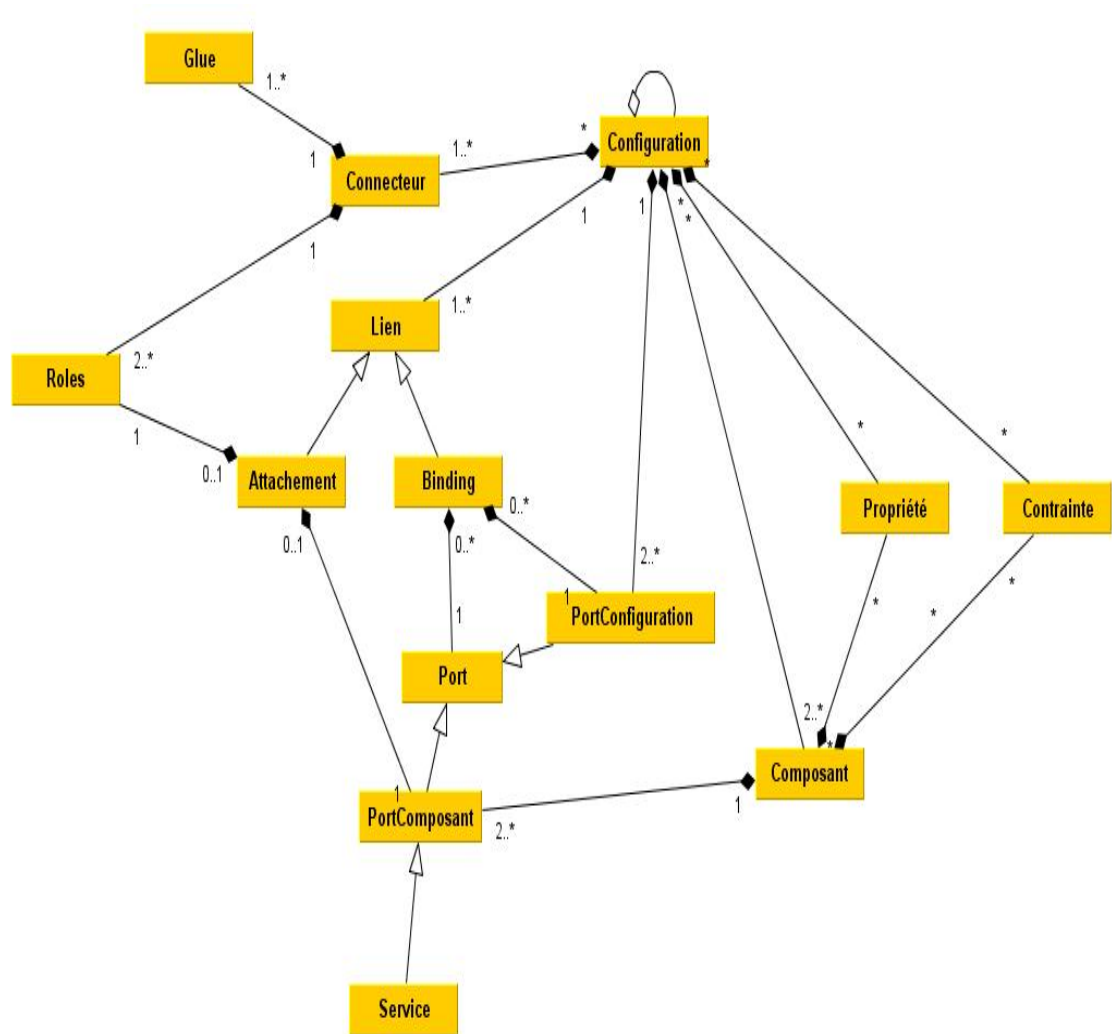 Glue
1..*
1
Connecteur
1..*
*
Configuration
*
1
1
1
*
*
Lien
1..*
Roles
2..*
1
0..1
Attachement
Binding
0..1
0..*
0..*
Propriété
*
Contrainte
*
2..*
1
PortConfiguration
1
Port
*
*
*
2..*
*
Composant
1
1
PortComposant
2..*
Service